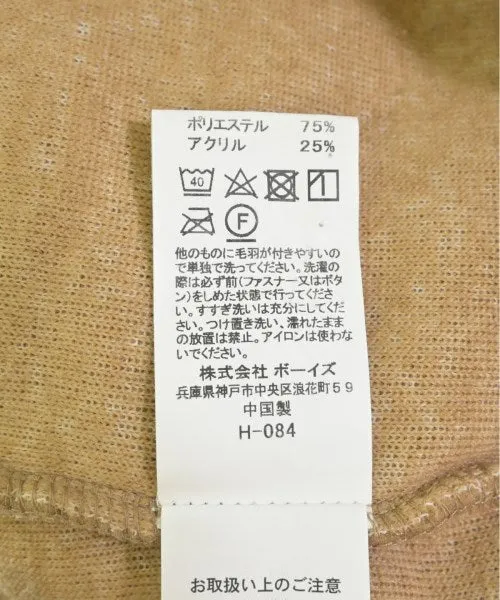 ポリエステル 75%
アクリル 25%
40
F
他のものに毛羽が付きやすいの
で単独で洗ってください。洗濯の
際は必ず前(ファスナー又はボタ
ン)をしめた状態で行ってくださ
い。すすぎ洗いは充分にしてくだ
さい。つけ置き洗い、濡れたまま
の放置は禁止。アイロンは使わな
いでください。
株式会社 ボーイズ
兵庫県神戸市中央区浪花町59
中国製
H-084
お取扱い上のご注意